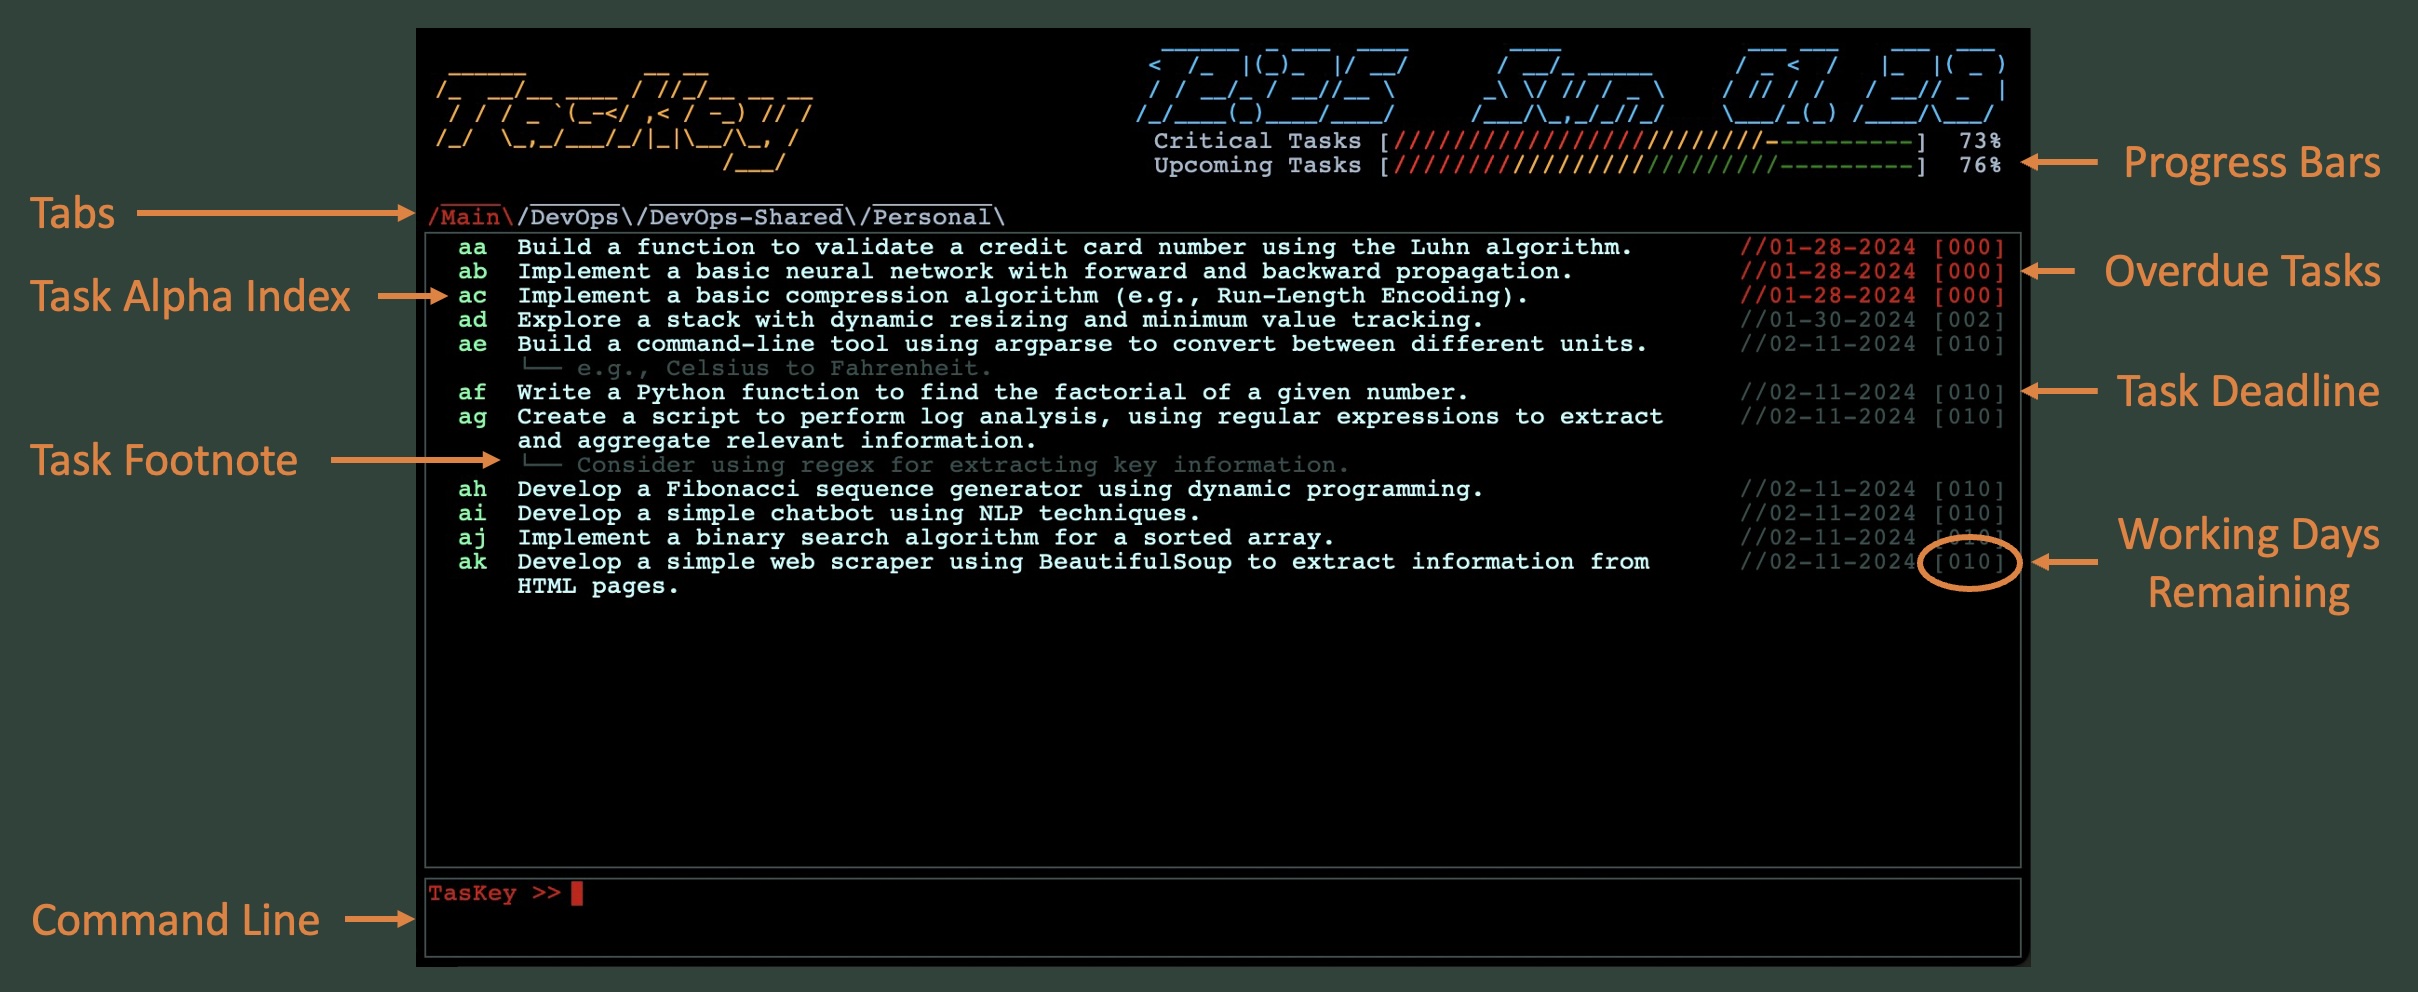 TasKey
12:25 Sun 01.28
Critical Tasks [/////////////////////////-----------] 73%
Upcoming Tasks [//////////////////////////---------] 76%
Progress Bars
Tabs
/Main\/DevOps\/DevOps-Shared\/Personal\
aa Build a function to validate a credit card number using the Luhn algorithm. //01-28-2024 [000]
ab Implement a basic neural network with forward and backward propagation. //01-28-2024 [000]
Overdue Tasks
Task Alpha Index
ac Implement a basic compression algorithm (e.g., Run-Length Encoding). //01-28-2024 [000]
ad Explore a stack with dynamic resizing and minimum value tracking. //01-30-2024 [002]
ae Build a command-line tool using argparse to convert between different units. //02-11-2024 [010]
└── e.g., Celsius to Fahrenheit.
af Write a Python function to find the factorial of a given number. //02-11-2024 [010]
Task Deadline
ag Create a script to perform log analysis, using regular expressions to extract //02-11-2024 [010]
and aggregate relevant information.
Task Footnote
└── Consider using regex for extracting key information.
ah Develop a Fibonacci sequence generator using dynamic programming. //02-11-2024 [010]
ai Develop a simple chatbot using NLP techniques. //02-11-2024 [010]
aj Implement a binary search algorithm for a sorted array. //02-11-2024 [010]
ak Develop a simple web scraper using BeautifulSoup to extract information from //02-11-2024 [010]
HTML pages.
Working Days
Remaining
Command Line
TasKey >>